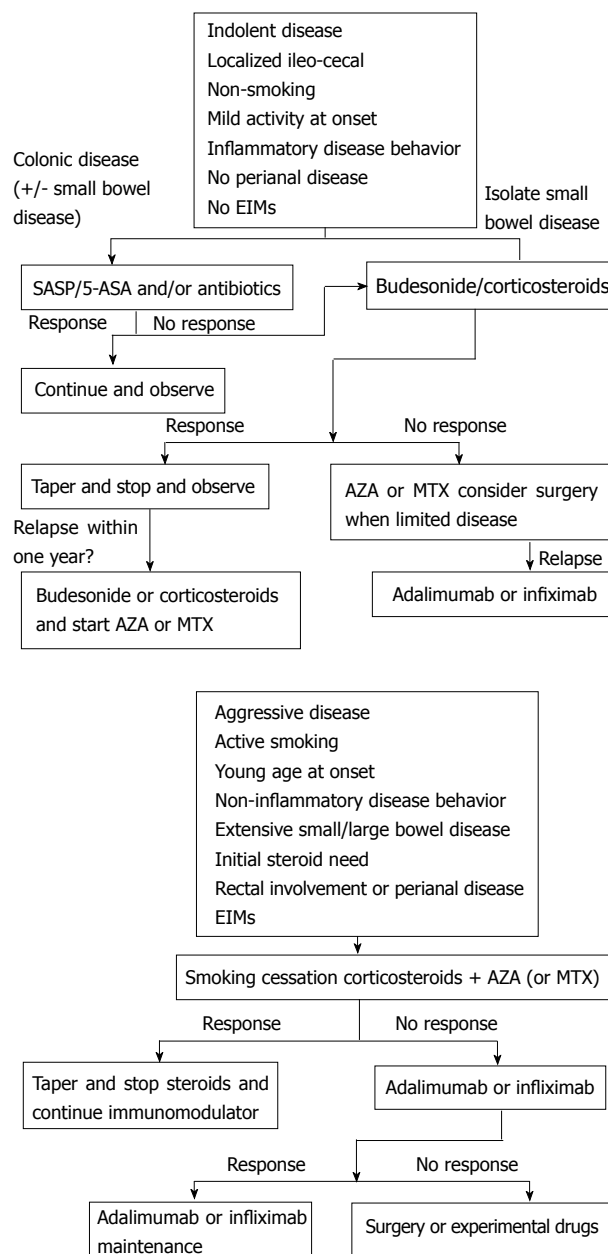 Indolent disease
Localized ileo-cecal
Non-smoking
Mild activity at onset
Inflammatory disease behavior
No perianal disease
No EIMs
Colonic disease
(+/- small bowel
disease)
Isolate small
bowel disease
SASP/5-ASA and/or antibiotics
Budesonide/corticosteroids
Response
No response
Continue and observe
Response
No response
Taper and stop and observe
AZA or MTX consider surgery
when limited disease
Relapse within
one year?
Relapse
Budesonide or corticosteroids
and start AZA or MTX
Adalimumab or infiximab
Aggressive disease
Active smoking
Young age at onset
Non-inflammatory disease behavior
Extensive small/large bowel disease
Initial steroid need
Rectal involvement or perianal disease
EIMs
Smoking cessation corticosteroids + AZA (or MTX)
Response
No response
Taper and stop steroids and
continue immunomodulator
Adalimumab or infliximab
Response
No response
Adalimumab or infliximab
maintenance
Surgery or experimental drugs